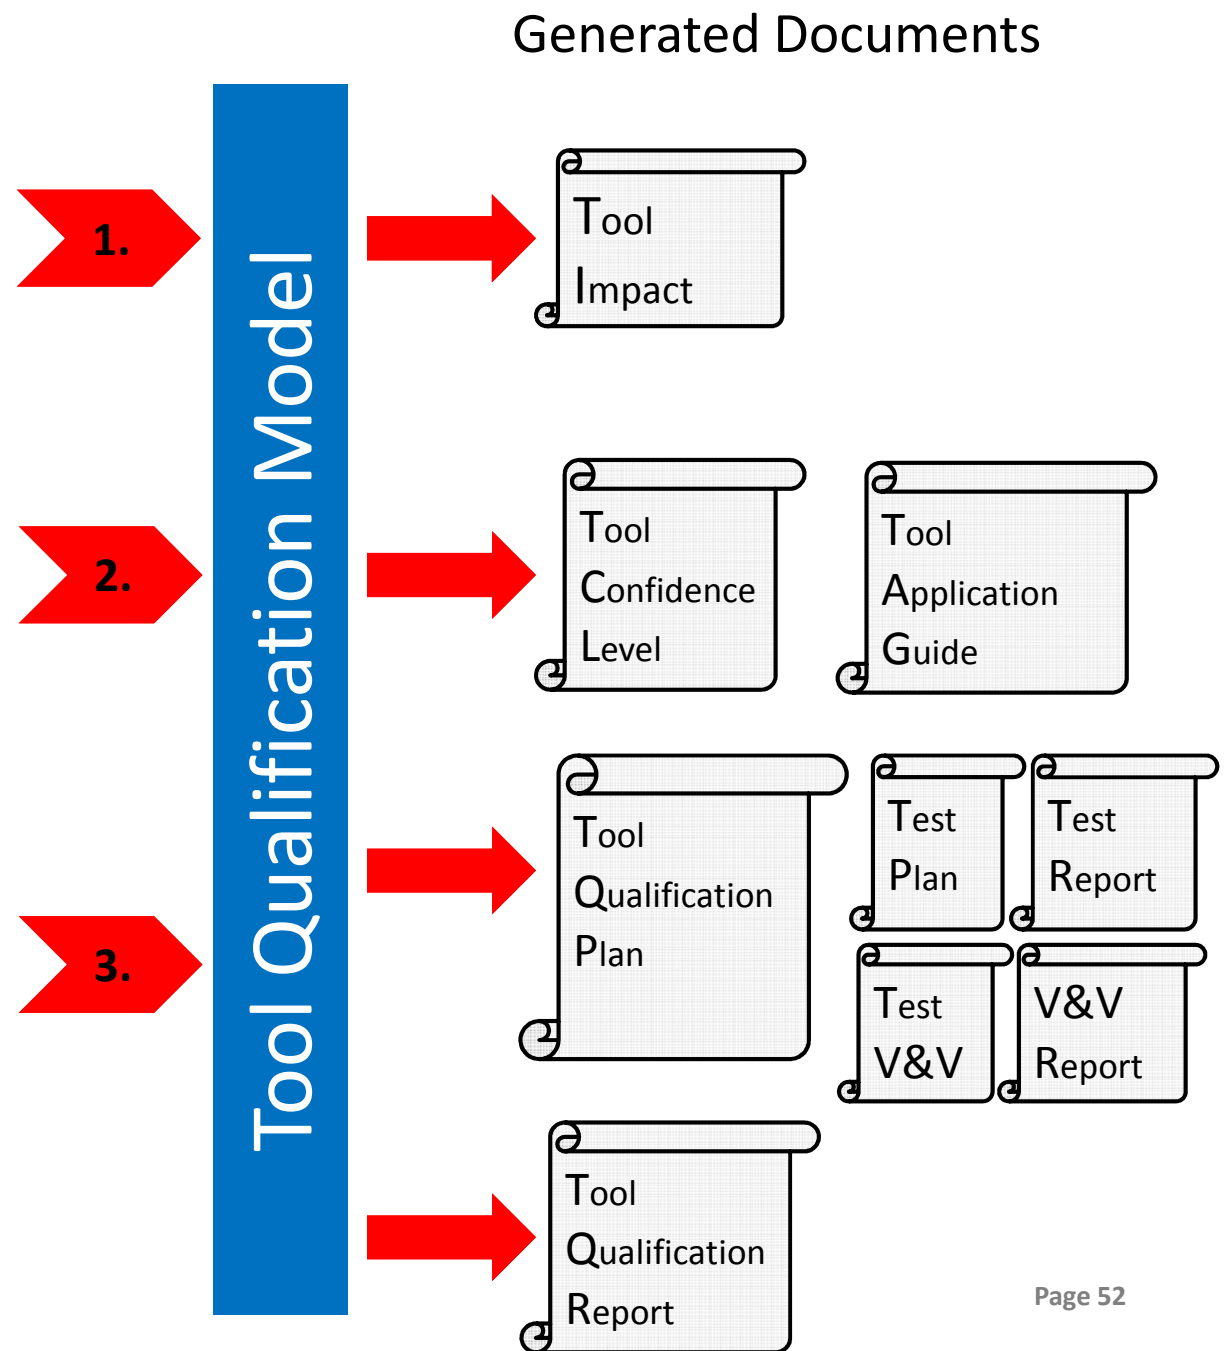 Generated Documents
Tool Qualification Model
1.
Tool
Impact
2.
Tool
Confidence
Level
Tool
Application
Guide
3.
Tool
Qualification
Plan
Test
Plan
Test
Report
Test
V&V
V&V
Report
Tool
Qualification
Report
Page 52